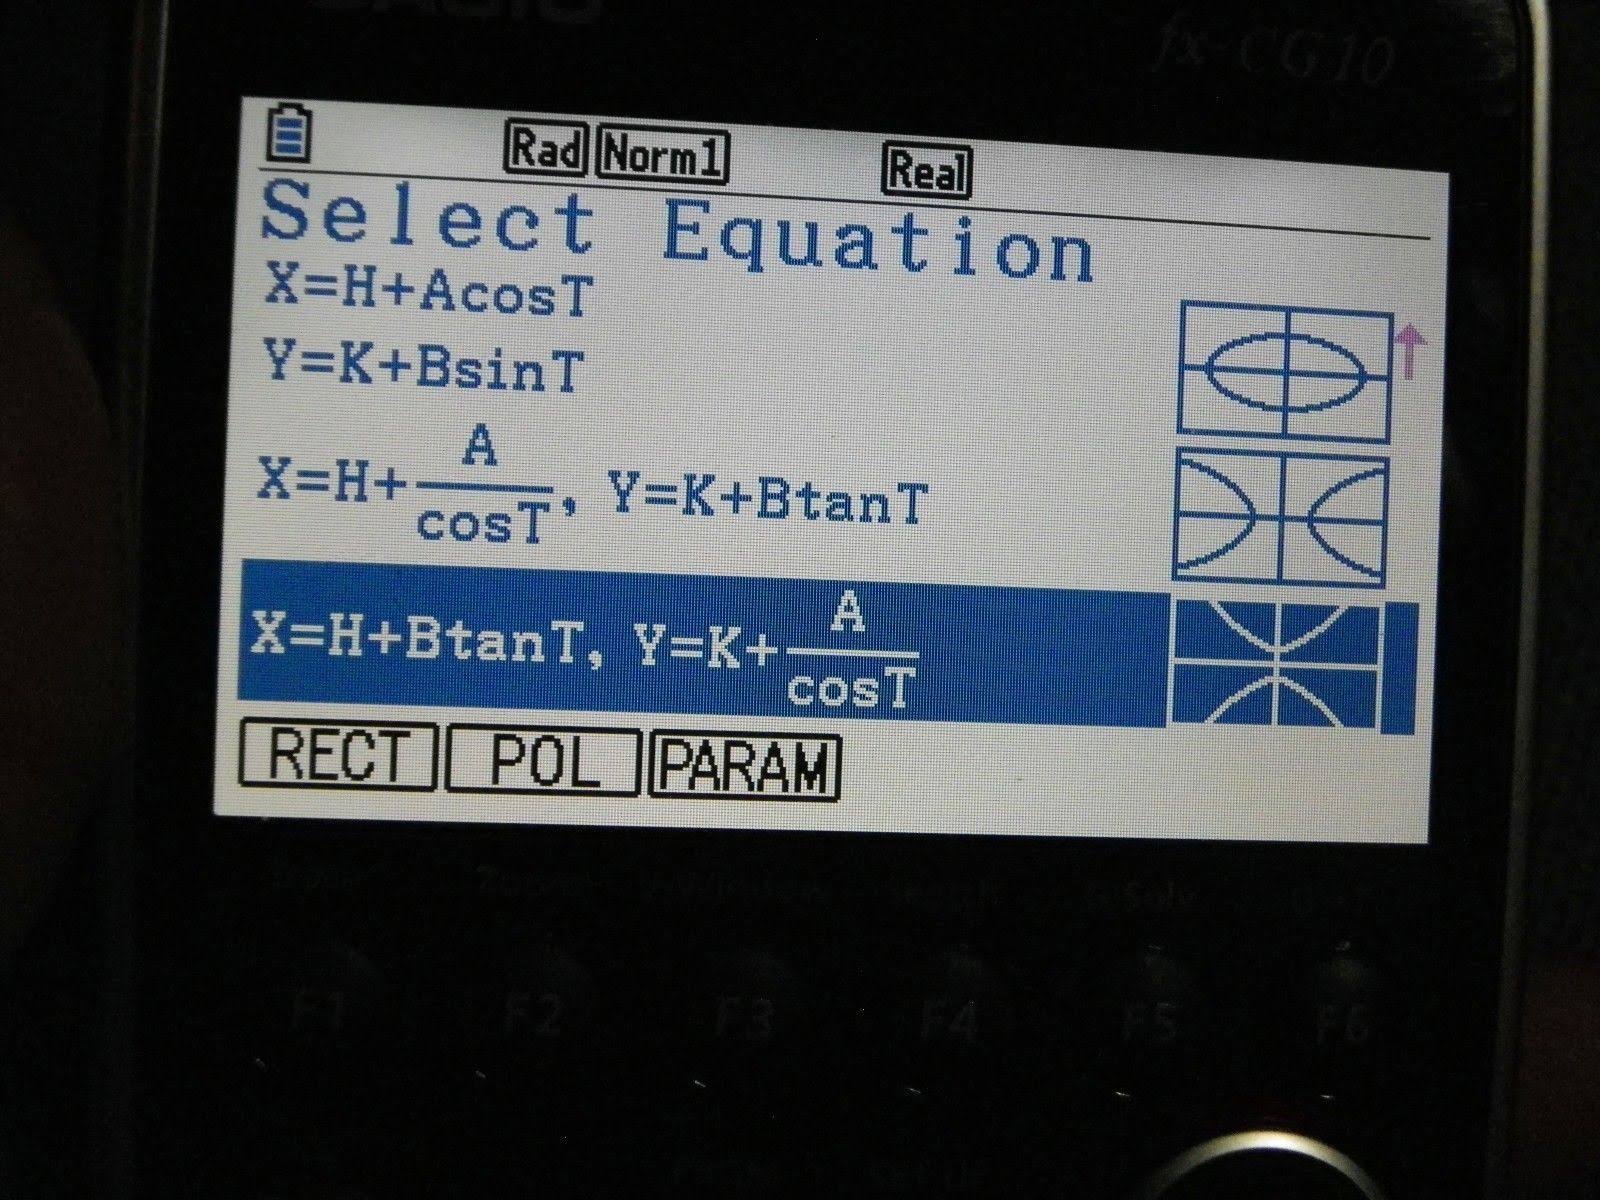 CASIO
fx-CG10
Rad Norm1 Real
Select Equation
X=H+AcosT
Y=K+BsinT
X=H+A/cosT, Y=K+BtanT
X=H+BtanT, Y=K+A/cosT
RECT POL PARAM
F1 F2 F3 F4 F5 F6